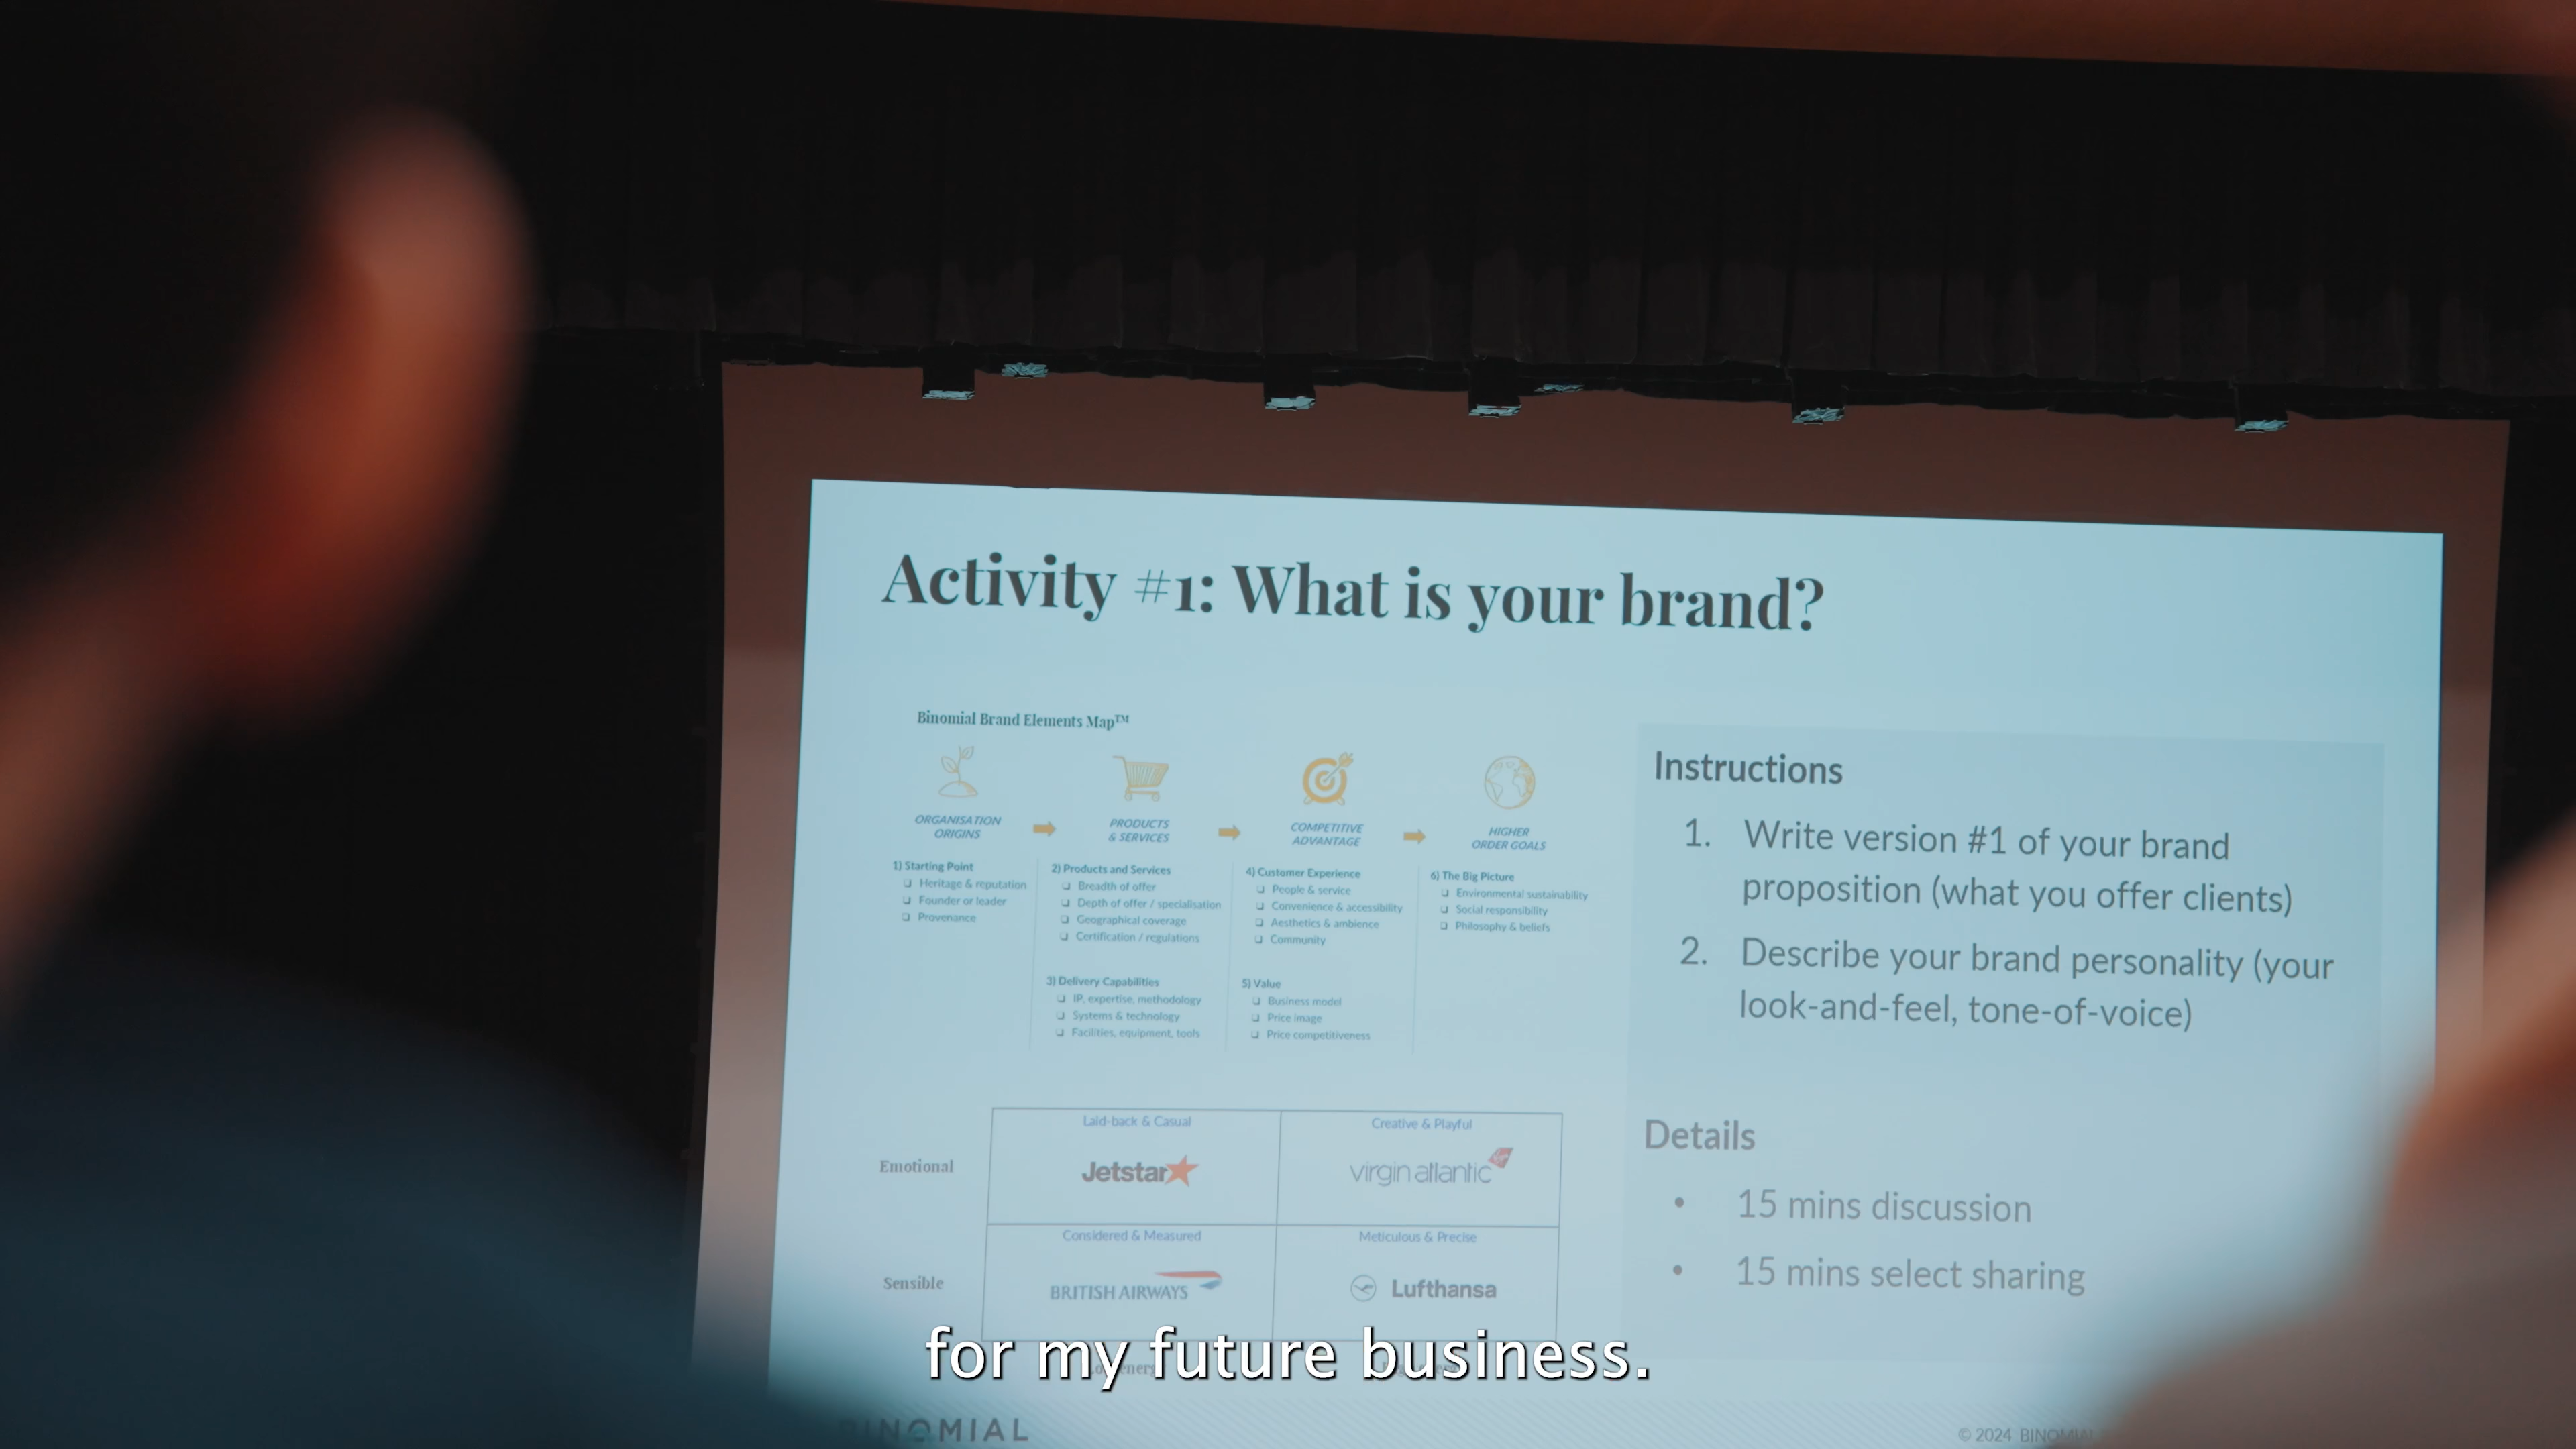 Activity #1: What is your brand?
Binomial Brand Elements Map™
ORGANISATION
ORIGINS
PRODUCTS
& SERVICES
COMPETITIVE
ADVANTAGE
HIGHER
ORDER GOALS
1) Starting Point
❑ Heritage & reputation
❑ Founder or leader
❑ Provenance
2) Products and Services
❑ Breadth of offer
❑ Depth of offer / specialisation
❑ Geographical coverage
❑ Certification / regulations
3) Delivery Capabilities
❑ IP, expertise, methodology
❑ Systems & technology
❑ Facilities, equipment, tools
4) Customer Experience
❑ People & service
❑ Convenience & accessibility
❑ Aesthetics & ambience
❑ Community
5) Value
❑ Business model
❑ Price image
❑ Price competitiveness
6) The Big Picture
❑ Environmental sustainability
❑ Social responsibility
❑ Philosophy & beliefs
Emotional
Laid-back & Casual
Jetstar
Creative & Playful
virgin atlantic
Sensible
Considered & Measured
BRITISH AIRWAYS
Meticulous & Precise
Lufthansa
Instructions
1. Write version #1 of your brand
proposition (what you offer clients)
2. Describe your brand personality (your
look-and-feel, tone-of-voice)
Details
• 15 mins discussion
• 15 mins select sharing
for my future business.
BINOMIAL
© 2024 BINOMIAL